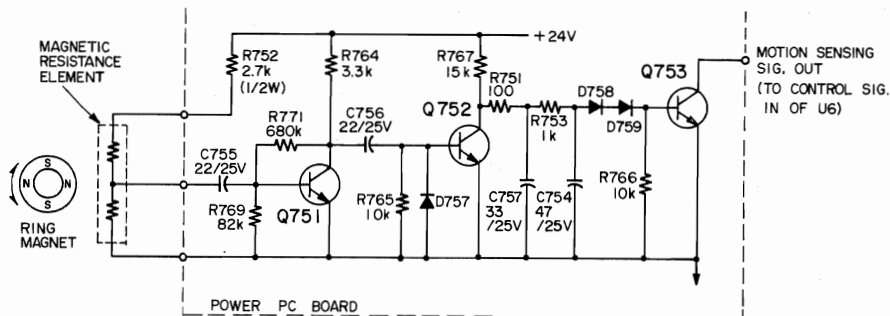 MAGNETIC
RESISTANCE
ELEMENT
R752
2.7k
(1/2W)
R764
3.3k
+24V
R767
15k
R751
100
D758
Q753
MOTION SENSING
SIG. OUT
(TO CONTROL SIG.
IN OF U6)
R771
680k
C756
22/25V
Q752
R753
1k
D759
C755
22/25V
R766
10k
S
N
N
S
R769
82k
Q751
R765
10k
D757
C757
33
/25V
C754
47
/25V
RING
MAGNET
POWER PC BOARD